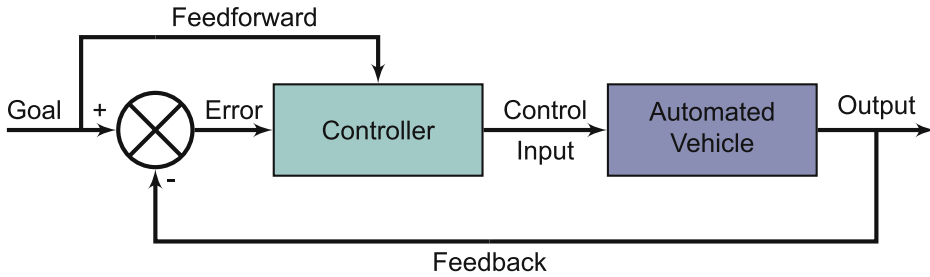 Feedforward
Goal
+
Error
Controller
Control
Input
Automated
Vehicle
Output
-
Feedback